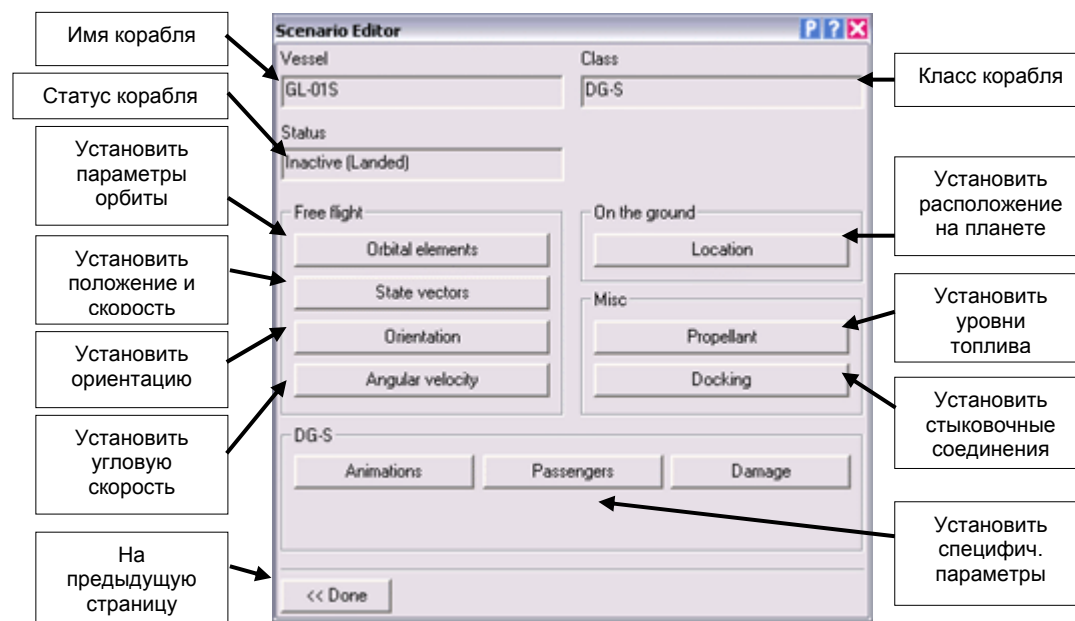 Имя корабля
Статус корабля
Установить
параметры
орбиты
Установить
положение и
скорость
Установить
ориентацию
Установить
угловую
скорость
На
предыдущую
страницу
Scenario Editor
P ? X
Vessel
Class
GL-01S
DG-S
Status
Inactive (Landed)
Free flight
Orbital elements
State vectors
Orientation
Angular velocity
On the ground
Location
Misc
Propellant
Docking
DG-S
Animations
Passengers
Damage
<< Done
Класс корабля
Установить
расположение
на планете
Установить
уровни
топлива
Установить
стыковочные
соединения
Установить
специфич.
параметры